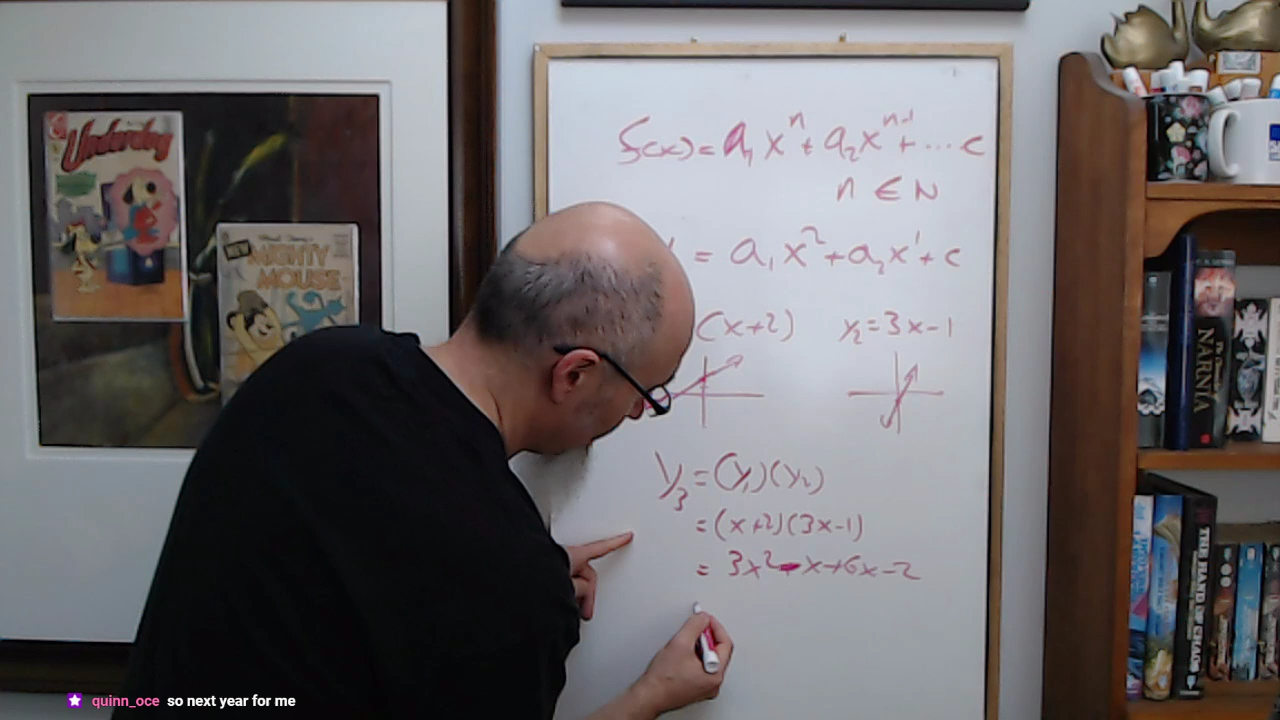 f(x) = a₁xⁿ + a₂xⁿ⁻¹ + ... c
n ∈ N
= a₁x² + a₂x¹ + c
(x+2)
y₂ = 3x-1
y₃ = (y₁)(y₂)
= (x+2)(3x-1)
= 3x² - x + 6x - 2
Underdog
NEW
MIGHTY
MOUSE
NARNIA
THE HAND OF CHAOS
quinn_oce so next year for me